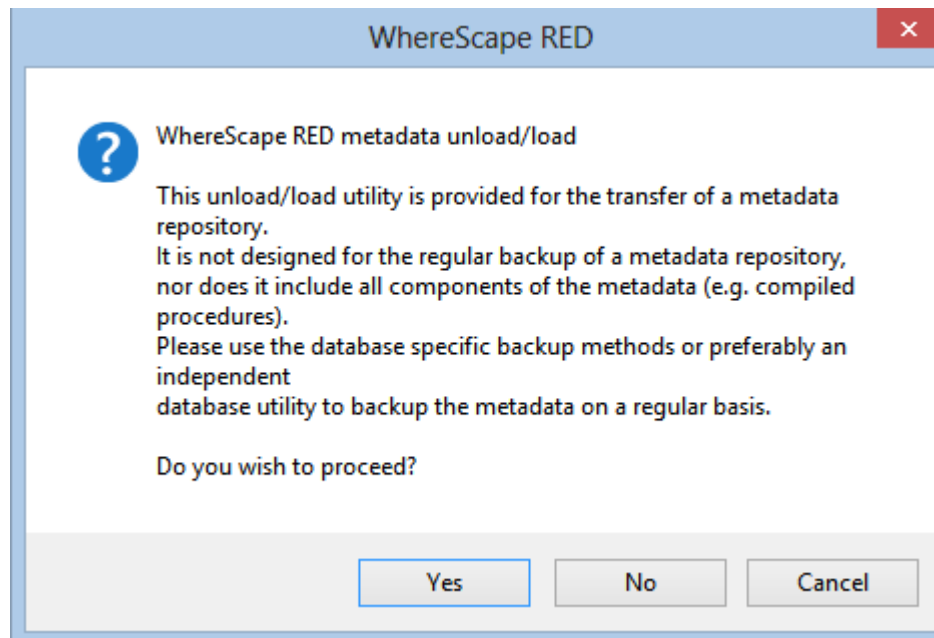 WhereScape RED
WhereScape RED metadata unload/load
This unload/load utility is provided for the transfer of a metadata
repository.
It is not designed for the regular backup of a metadata repository,
nor does it include all components of the metadata (e.g. compiled
procedures).
Please use the database specific backup methods or preferably an
independent
database utility to backup the metadata on a regular basis.
Do you wish to proceed?
Yes
No
Cancel